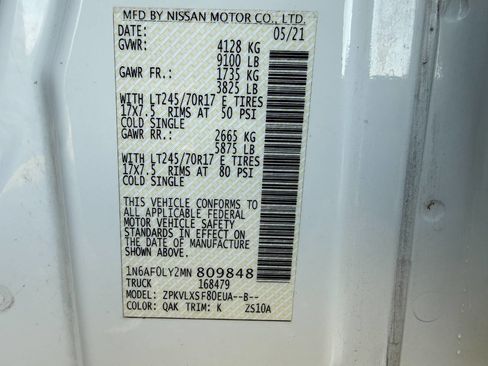 MFD BY NISSAN MOTOR CO., LTD.
DATE: 05/21
GVWR: 4128 KG
9100 LB
GAWR FR.: 1735 KG
3825 LB
WITH LT245/70R17 E TIRES
17X7.5 RIMS AT 50 PSI
COLD SINGLE
GAWR RR.: 2665 KG
5875 LB
WITH LT245/70R17 E TIRES
17X7.5 RIMS AT 80 PSI
COLD SINGLE
THIS VEHICLE CONFORMS TO
ALL APPLICABLE FEDERAL
MOTOR VEHICLE SAFETY
STANDARDS IN EFFECT ON
THE DATE OF MANUFACTURE
SHOWN ABOVE.
1N6AF0LY2MN 809848
TRUCK 168479
MODEL: ZPKVLXSF80EUA--B--
COLOR: QAK TRIM: K ZS10A